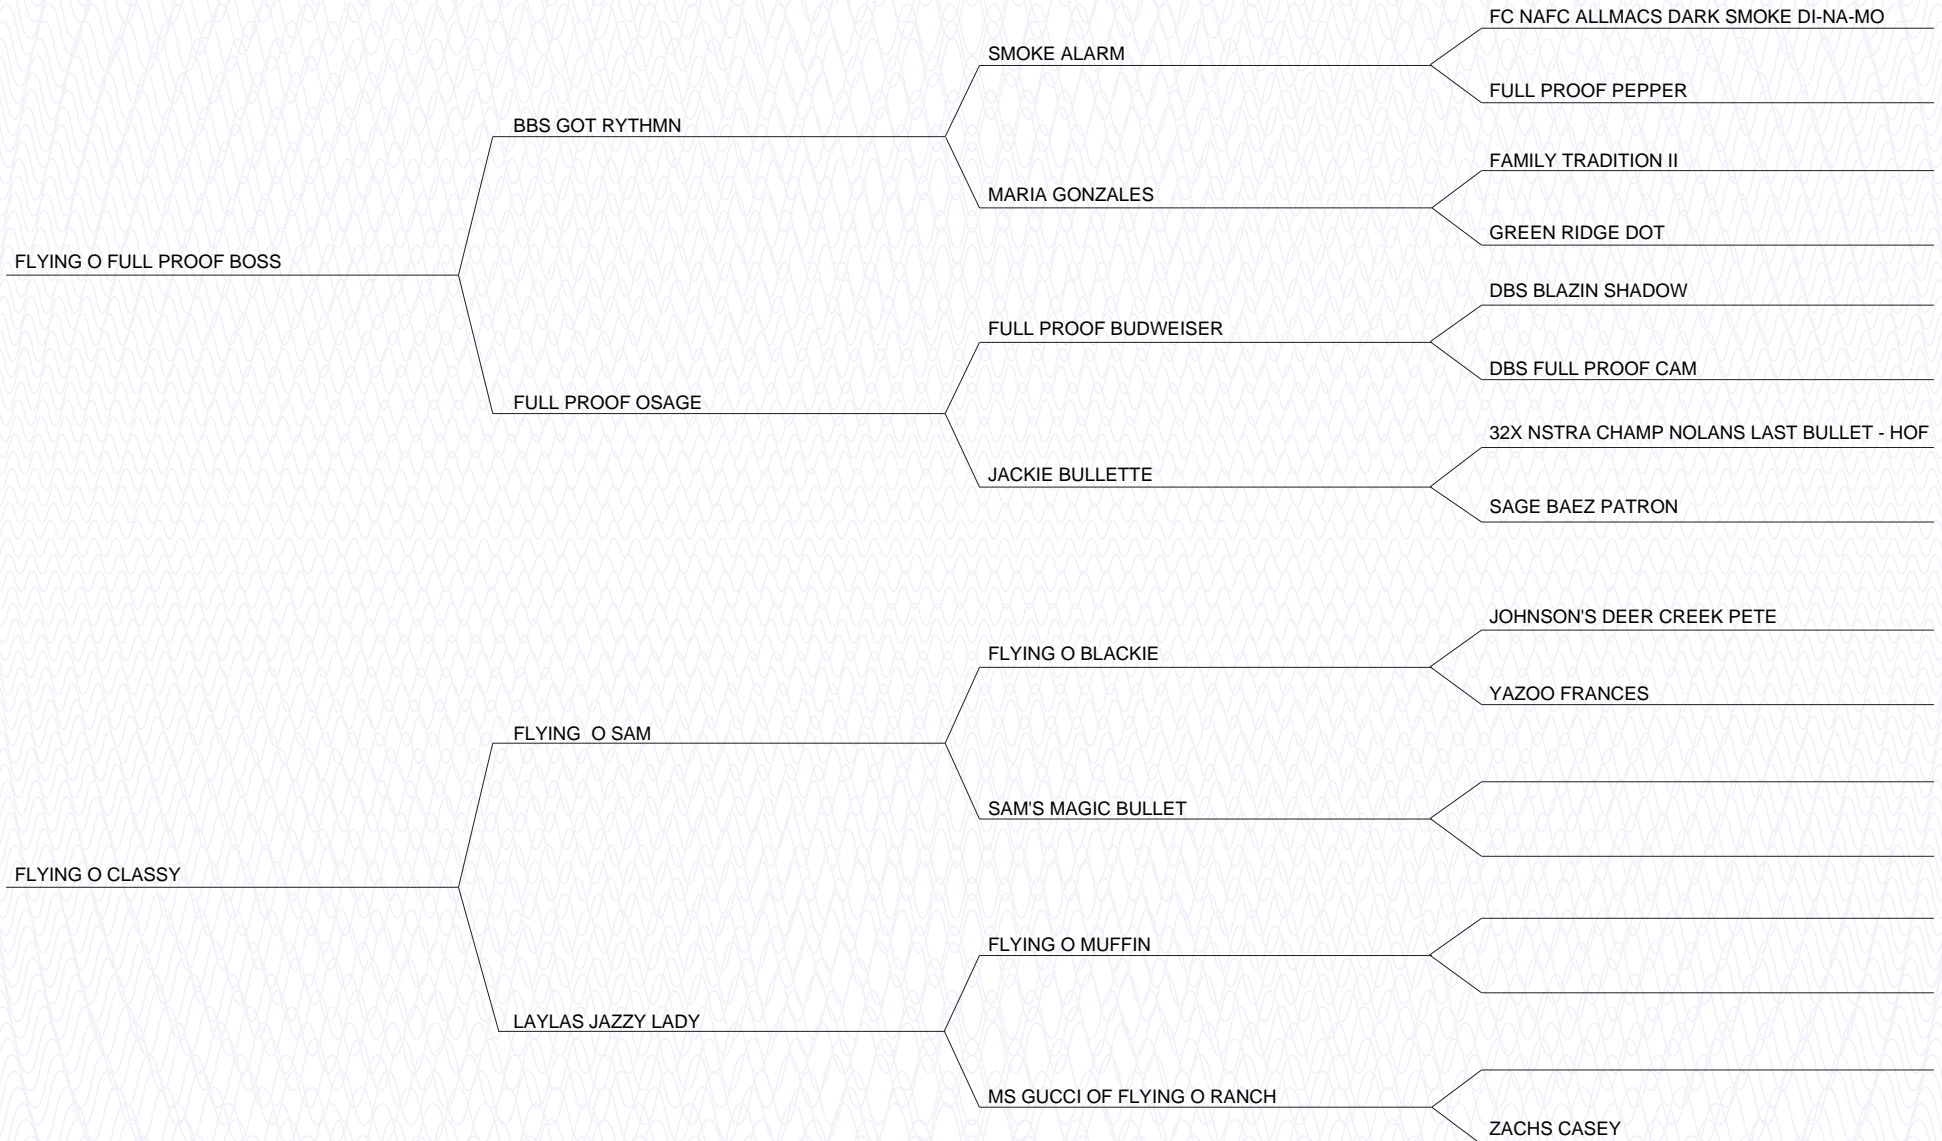 FC NAFC ALLMACS DARK SMOKE DI-NA-MO
SMOKE ALARM
FULL PROOF PEPPER
BBS GOT RYTHMN
FAMILY TRADITION II
MARIA GONZALES
GREEN RIDGE DOT
FLYING O FULL PROOF BOSS
DBS BLAZIN SHADOW
FULL PROOF BUDWEISER
DBS FULL PROOF CAM
FULL PROOF OSAGE
32X NSTRA CHAMP NOLANS LAST BULLET - HOF
JACKIE BULLETTE
SAGE BAEZ PATRON
JOHNSON'S DEER CREEK PETE
FLYING O BLACKIE
YAZOO FRANCES
FLYING  O SAM
SAM'S MAGIC BULLET
FLYING O CLASSY
FLYING O MUFFIN
LAYLAS JAZZY LADY
MS GUCCI OF FLYING O RANCH
ZACHS CASEY